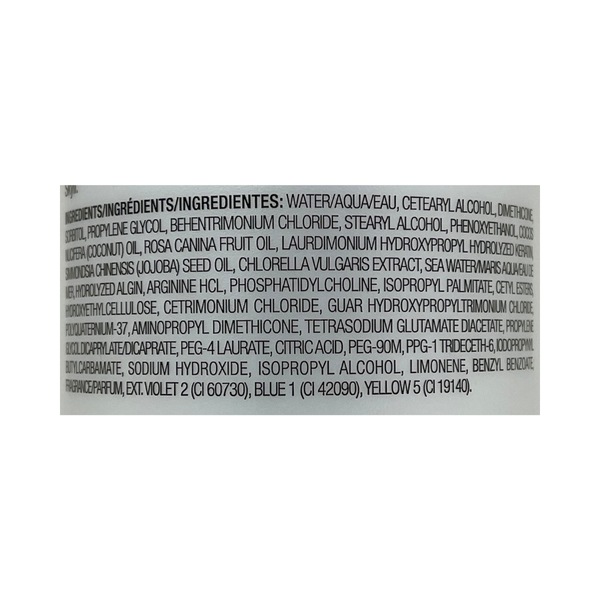 Style.
INGREDIENTS/INGRÉDIENTS/INGREDIENTES: WATER/AQUA/EAU, CETEARYL ALCOHOL, DIMETHICONE,
SORBITOL, PROPYLENE GLYCOL, BEHENTRIMONIUM CHLORIDE, STEARYL ALCOHOL, PHENOXYETHANOL, COCOS
NUCIFERA (COCONUT) OIL, ROSA CANINA FRUIT OIL, LAURDIMONIUM HYDROXYPROPYL HYDROLYZED KERATIN,
SIMMONDSIA CHINENSIS (JOJOBA) SEED OIL, CHLORELLA VULGARIS EXTRACT, SEA WATER/MARIS AQUA/EAU DE
MER, HYDROLYZED ALGIN, ARGININE HCL, PHOSPHATIDYLCHOLINE, ISOPROPYL PALMITATE, CETYL ESTERS,
HYDROXYETHYLCELLULOSE, CETRIMONIUM CHLORIDE, GUAR HYDROXYPROPYLTRIMONIUM CHLORIDE,
POLYQUATERNIUM-37, AMINOPROPYL DIMETHICONE, TETRASODIUM GLUTAMATE DIACETATE, PROPYLENE
GLYCOL DICAPRYLATE/DICAPRATE, PEG-4 LAURATE, CITRIC ACID, PEG-90M, PPG-1 TRIDECETH-6, IODOPROPYNYL
BUTYLCARBAMATE, SODIUM HYDROXIDE, ISOPROPYL ALCOHOL, LIMONENE, BENZYL BENZOATE,
FRAGRANCE/PARFUM, EXT. VIOLET 2 (CI 60730), BLUE 1 (CI 42090), YELLOW 5 (CI 19140).